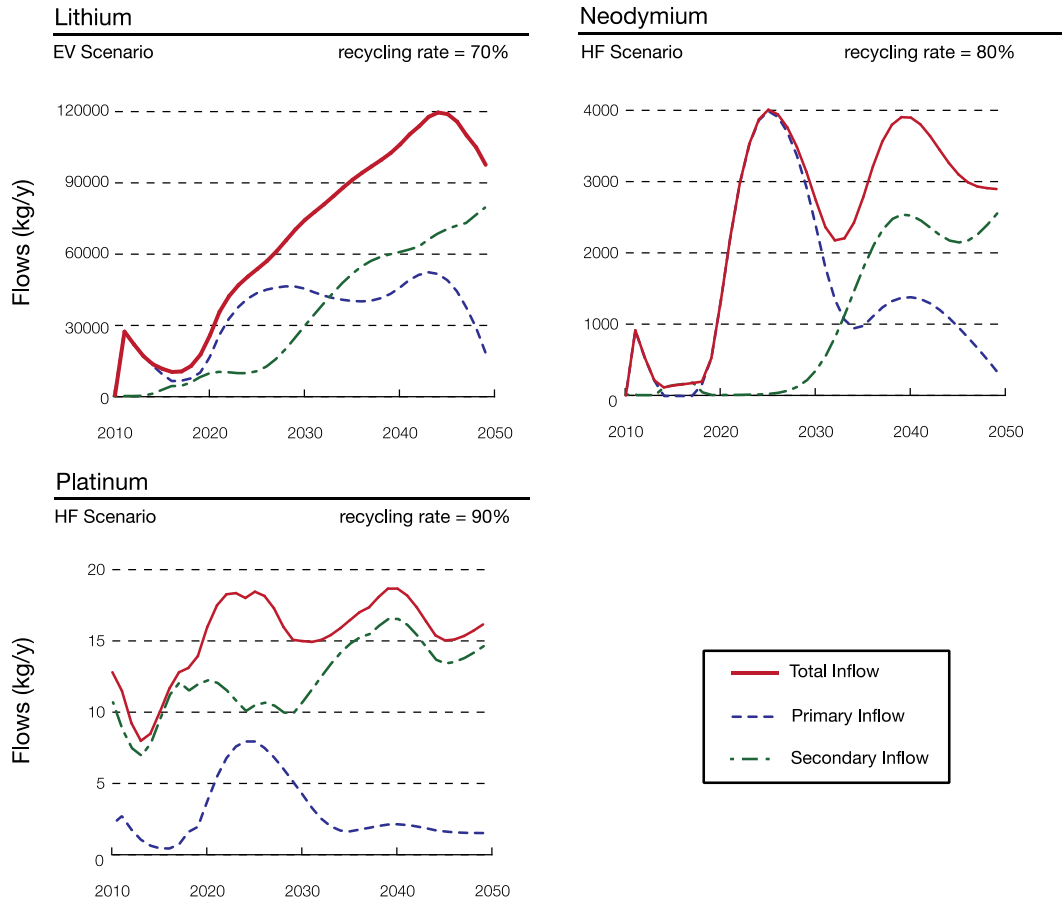 Lithium
EV Scenario recycling rate = 70%
120000
90000
60000
30000
0
Flows (kg/y)
2010 2020 2030 2040 2050
Neodymium
HF Scenario recycling rate = 80%
4000
3000
2000
1000
0
2010 2020 2030 2040 2050
Platinum
HF Scenario recycling rate = 90%
20
15
10
5
0
Flows (kg/y)
2010 2020 2030 2040 2050
Total Inflow
Primary Inflow
Secondary Inflow